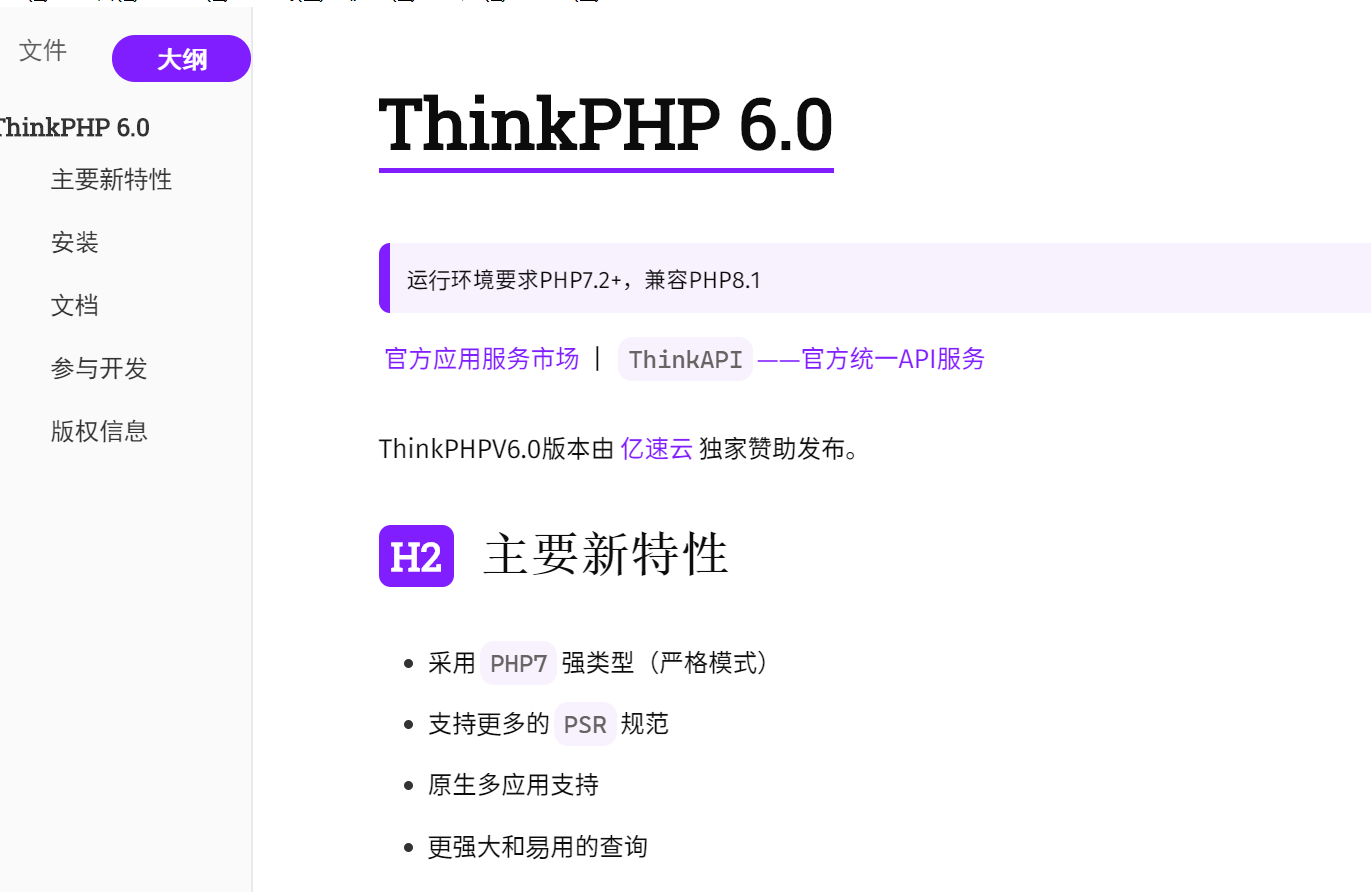 文件
大纲
ThinkPHP 6.0
主要新特性
安装
文档
参与开发
版权信息
ThinkPHP 6.0
运行环境要求PHP7.2+，兼容PHP8.1
官方应用服务市场 | ThinkAPI ——官方统一API服务
ThinkPHPV6.0版本由 亿速云 独家赞助发布。
H2 主要新特性
采用 PHP7 强类型（严格模式）
支持更多的 PSR 规范
原生多应用支持
更强大和易用的查询